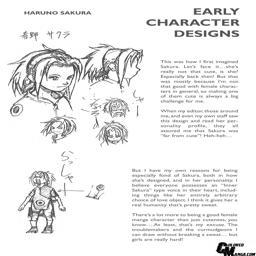 HARUNO SAKURA
EARLY
CHARACTER
DESIGNS
春野 サクラ
This was how I first imagined
Sakura. Let's face it...she's
really not that cute, is she?
Especially back then! But that
was mostly because I'm not
that good with female charac-
ters in general, so making one
of them cute is always a big
challenge for me.
When my editor, those around
me, and even my own staff saw
this design and read her per-
sonality profile, they all
assured me that Sakura was
"far from cute"! Heh-heh...
But I have my own reasons for being
especially fond of Sakura, both in how
she's designed, and in her personality. I
believe everyone possesses an "Inner
Sakura" type voice in their heart, includ-
ing things like her entirely arbitrary
choice of love object. I think it gives her a
real humanity that's pretty sweet.
There's a lot more to being a good female
manga character than just cuteness, you
know....At least, that's my excuse. The
troublemakers and the curmudgeons I
can draw without breaking a sweat...but
girls are really hard!
COLORED
MANGA.COM